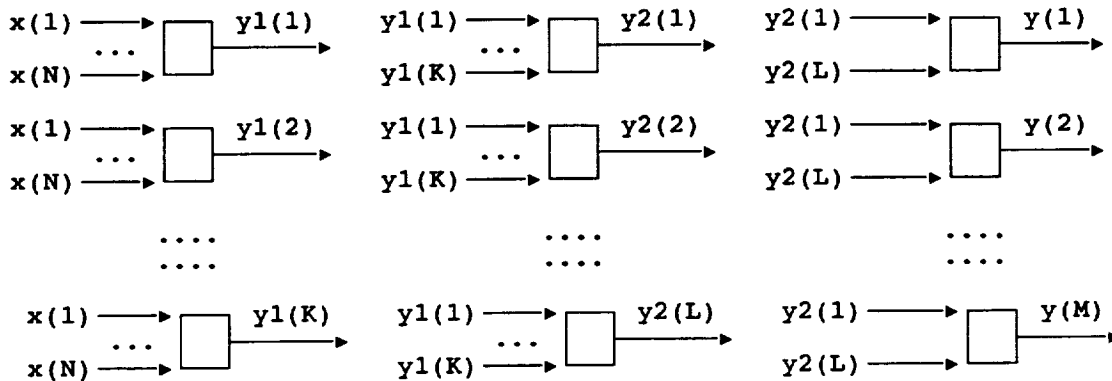 x(1) y1(1) y1(1) y2(1) y2(1) y(1)
... ...
x(N) y1(K) y2(L)
x(1) y1(2) y1(1) y2(2) y2(1) y(2)
... ...
x(N) y1(K) y2(L)
.... .... ....
.... .... ....
x(1) y1(K) y1(1) y2(L) y2(1) y(M)
... ...
x(N) y1(K) y2(L)